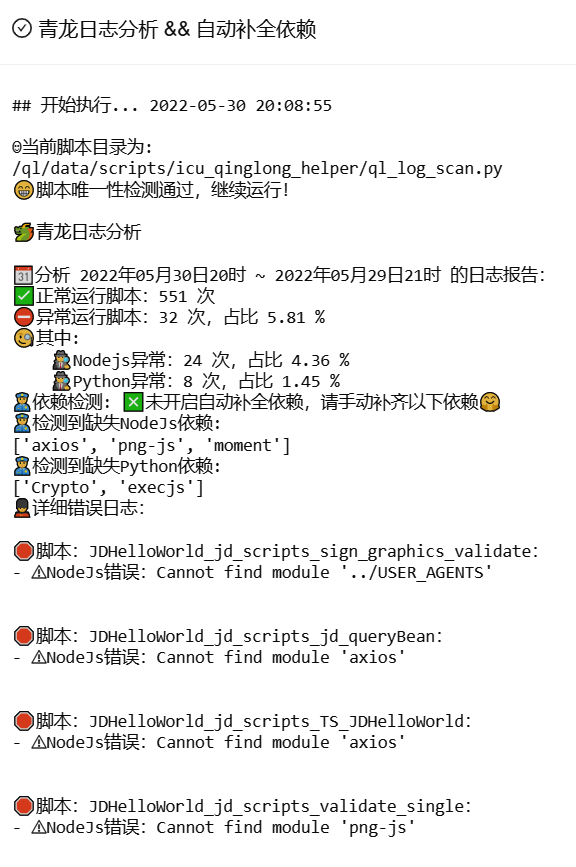 青龙日志分析 && 自动补全依赖
## 开始执行... 2022-05-30 20:08:55
当前脚本目录为:
/ql/data/scripts/icu_qinglong_helper/ql_log_scan.py
😁脚本唯一性检测通过，继续运行!
🐲青龙日志分析
📅分析 2022年05月30日20时 ~ 2022年05月29日21时 的日志报告：
✅正常运行脚本：551 次
⛔异常运行脚本：32 次，占比 5.81 %
🧐其中:
🕵Nodejs异常：24 次，占比 4.36 %
🕵Python异常：8 次，占比 1.45 %
👮依赖检测: ❎未开启自动补全依赖，请手动补齐以下依赖🤗
👮检测到缺失NodeJs依赖:
['axios', 'png-js', 'moment']
👮检测到缺失Python依赖:
['Crypto', 'execjs']
💂详细错误日志：
🛑脚本：JDHelloWorld_jd_scripts_sign_graphics_validate：
- ⚠NodeJs错误：Cannot find module '../USER_AGENTS'
🛑脚本：JDHelloWorld_jd_scripts_jd_queryBean：
- ⚠NodeJs错误：Cannot find module 'axios'
🛑脚本：JDHelloWorld_jd_scripts_TS_JDHelloWorld：
- ⚠NodeJs错误：Cannot find module 'axios'
🛑脚本：JDHelloWorld_jd_scripts_validate_single：
- ⚠NodeJs错误：Cannot find module 'png-js'